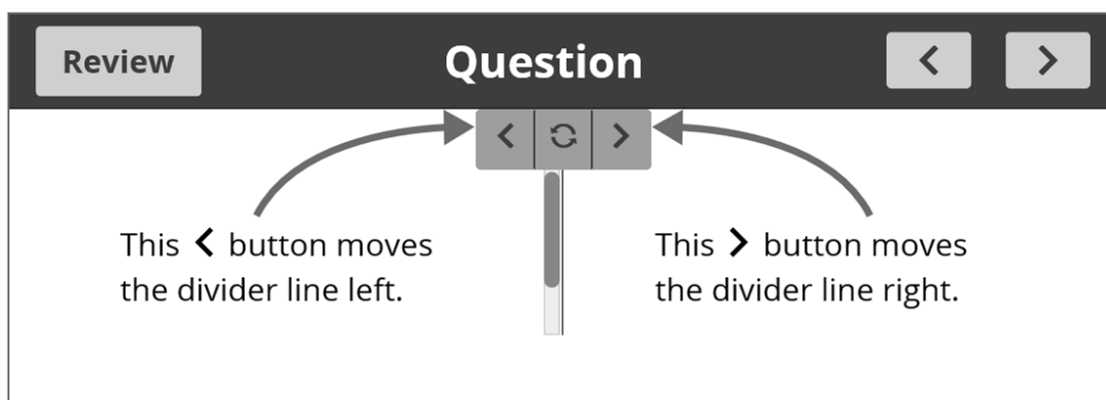 Review
Question
This < button moves
the divider line left.
This > button moves
the divider line right.